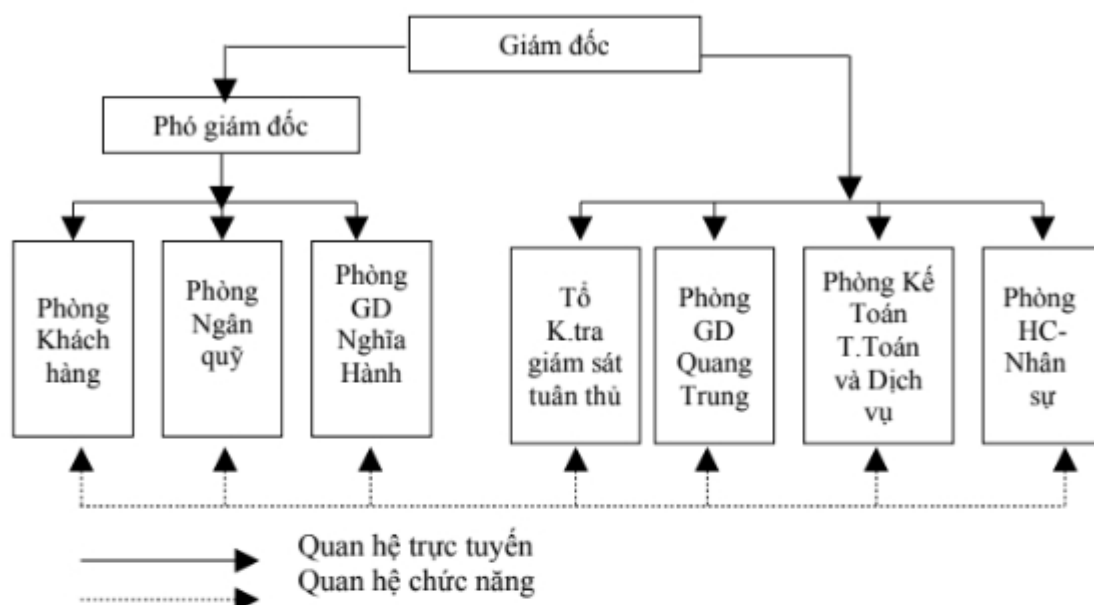 Giám đốc
Phó giám đốc
Phòng
Khách
hàng
Phòng
Ngân
quỹ
Phòng
GD
Nghĩa
Hành
Tổ
K.tra
giám sát
tuân thủ
Phòng
GD
Quang
Trung
Phòng Kế
Toán
T.Toán
và Dịch
vụ
Phòng
HC-
Nhân
sự
Quan hệ trực tuyến
Quan hệ chức năng